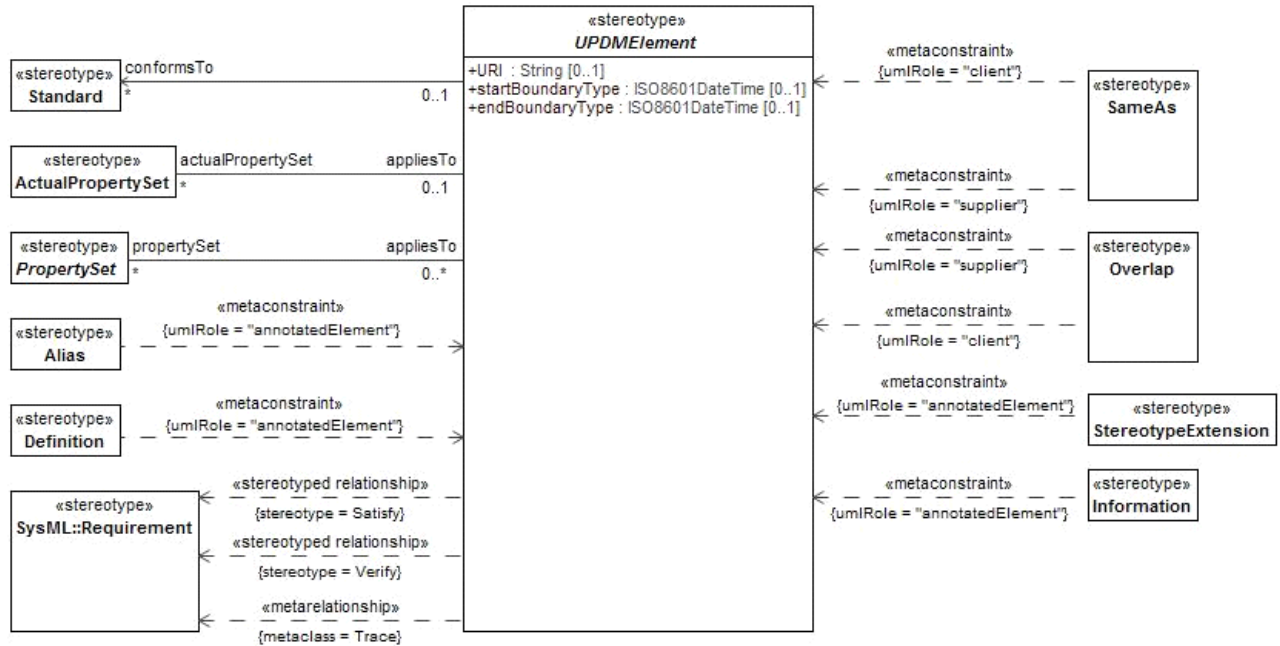 «stereotype»
UPDMElement
+URI : String [0..1]
+startBoundaryType : ISO8601DateTime [0..1]
+endBoundaryType : ISO8601DateTime [0..1]
«stereotype»
Standard
conformsTo
*
0..1
«stereotype»
ActualPropertySet
actualPropertySet
*
appliesTo
0..1
«stereotype»
PropertySet
propertySet
*
appliesTo
0..*
«stereotype»
Alias
«metaconstraint»
{umlRole = "annotatedElement"}
«stereotype»
Definition
«metaconstraint»
{umlRole = "annotatedElement"}
«stereotype»
SysML::Requirement
«stereotyped relationship»
{stereotype = Satisfy}
«stereotyped relationship»
{stereotype = Verify}
«metarelationship»
{metaclass = Trace}
«metaconstraint»
{umlRole = "client"}
«stereotype»
SameAs
«metaconstraint»
{umlRole = "supplier"}
«metaconstraint»
{umlRole = "supplier"}
«stereotype»
Overlap
«metaconstraint»
{umlRole = "client"}
«metaconstraint»
{umlRole = "annotatedElement"}
«stereotype»
StereotypeExtension
«metaconstraint»
{umlRole = "annotatedElement"}
«stereotype»
Information